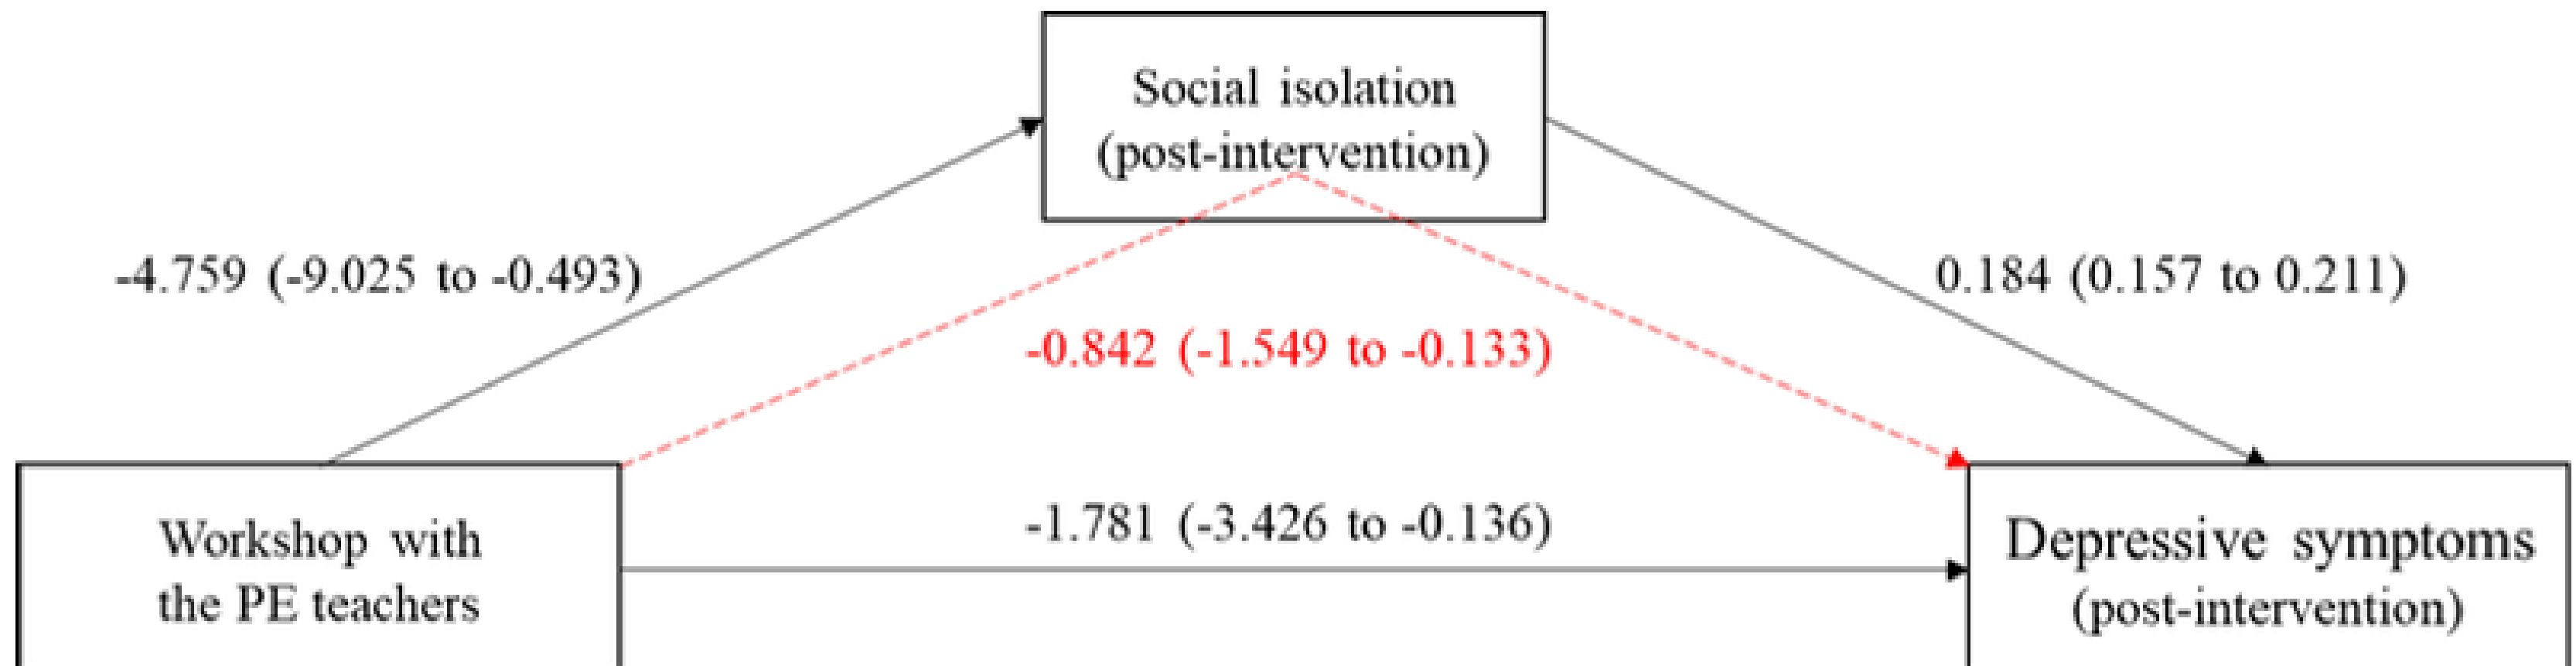 Social isolation
(post-intervention)
-4.759 (-9.025 to -0.493)
0.184 (0.157 to 0.211)
-0.842 (-1.549 to -0.133)
-1.781 (-3.426 to -0.136)
Workshop with
the PE teachers
Depressive symptoms
(post-intervention)